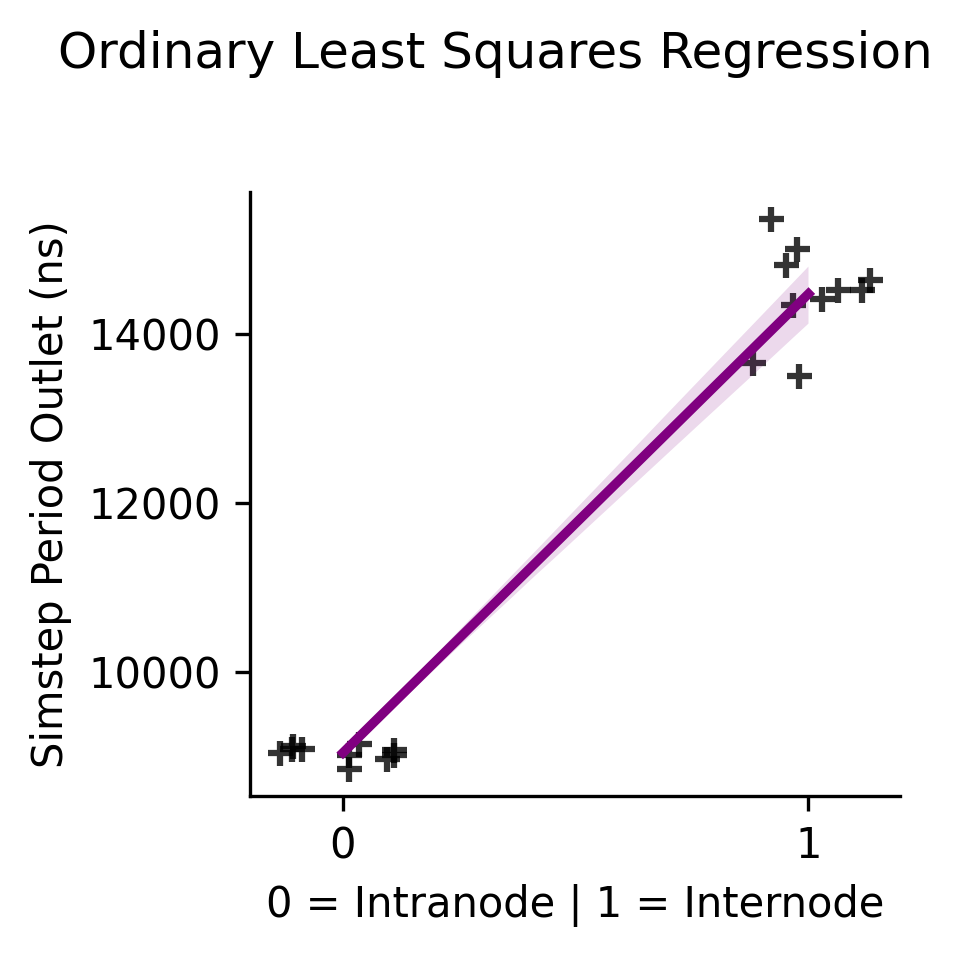 Ordinary Least Squares Regression
Simstep Period Outlet (ns)
14000
12000
10000
0 1
0 = Intranode | 1 = Internode